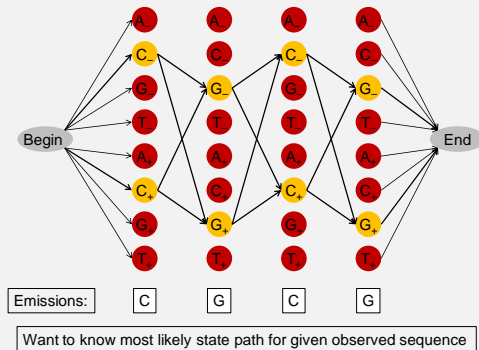 A– A– A– A–
C– C– C– C–
G– G– G– G–
T– T– T– T–
Begin End
A+ A+ A+ A+
C+ C+ C+ C+
G+ G+ G+ G+
T+ T+ T+ T+
Emissions: C G C G
Want to know most likely state path for given observed sequence